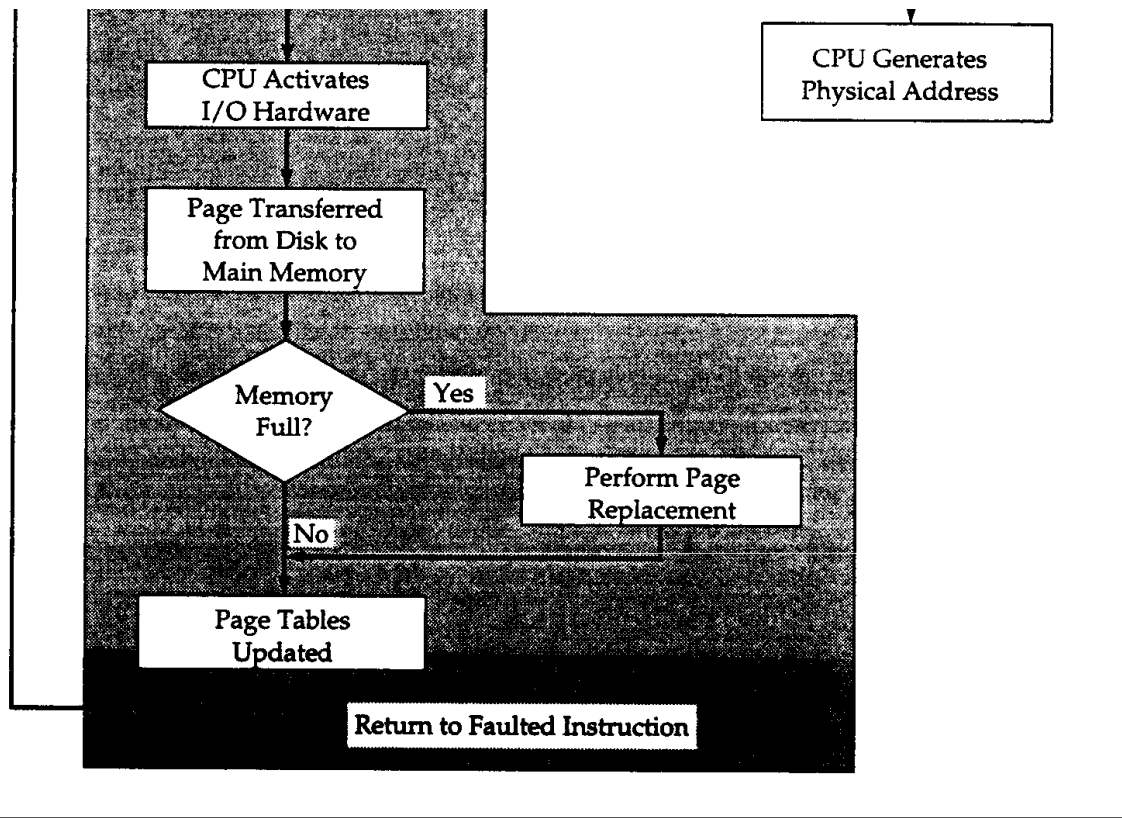 CPU Activates
I/O Hardware
CPU Generates
Physical Address
Page Transferred
from Disk to
Main Memory
Memory
Full?
Yes
Perform Page
Replacement
No
Page Tables
Updated
Return to Faulted Instruction